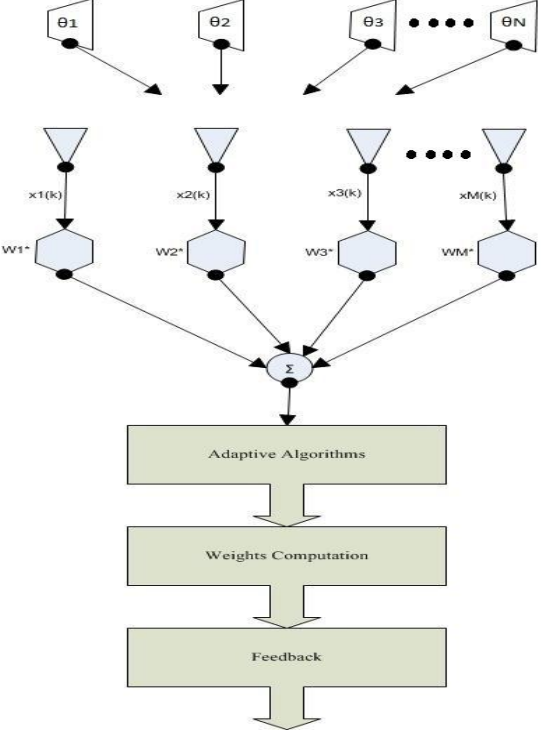 θ1 θ2 θ3 θN
x1(k) x2(k) x3(k) xM(k)
W1* W2* W3* WM*
Σ
Adaptive Algorithms
Weights Computation
Feedback